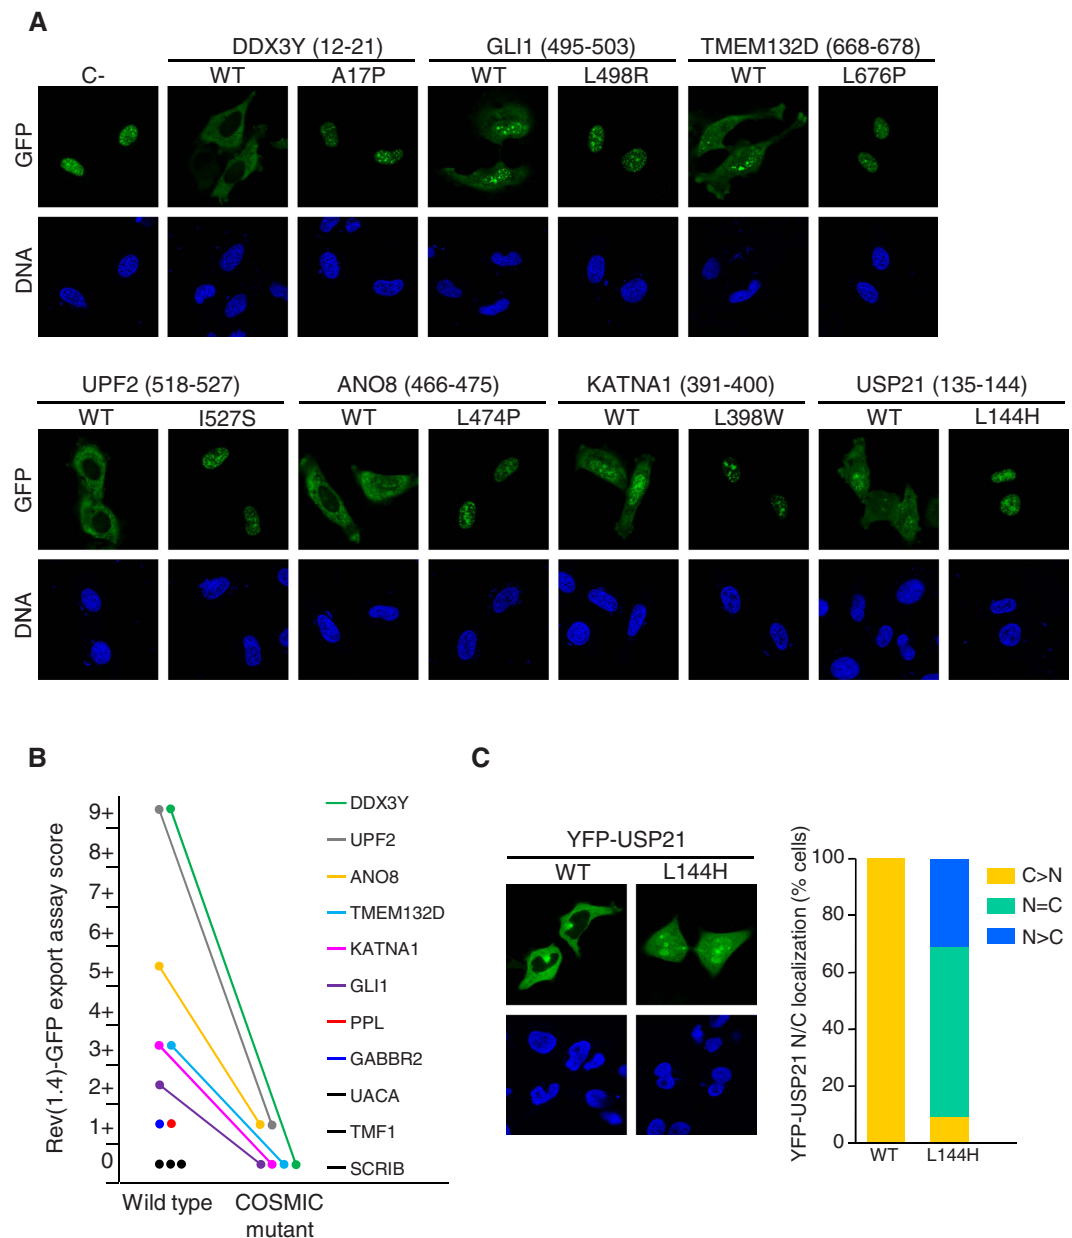 A
DDX3Y (12-21) GLI1 (495-503) TMEM132D (668-678)
C- WT A17P WT L498R WT L676P
GFP
DNA
UPF2 (518-527) ANO8 (466-475) KATNA1 (391-400) USP21 (135-144)
WT I527S WT L474P WT L398W WT L144H
GFP
DNA
B
Rev(1.4)-GFP export assay score
9+
8+
7+
6+
5+
4+
3+
2+
1+
0
Wild type COSMIC
mutant
DDX3Y
UPF2
ANO8
TMEM132D
KATNA1
GLI1
PPL
GABBR2
UACA
TMF1
SCRIB
C
YFP-USP21
WT L144H
YFP-USP21 N/C localization (% cells)
100
80
60
40
20
0
WT L144H
C>N
N=C
N>C